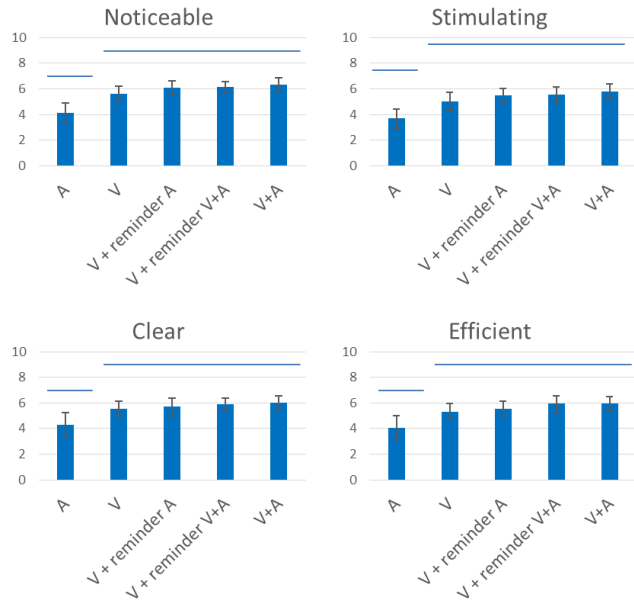 Noticeable
10
8
6
4
2
0
A
V
V + reminder A
V + reminder V+A
V+A
Stimulating
10
8
6
4
2
0
A
V
V + reminder A
V + reminder V+A
V+A
Clear
10
8
6
4
2
0
A
V
V + reminder A
V + reminder V+A
V+A
Efficient
10
8
6
4
2
0
A
V
V + reminder A
V + reminder V+A
V+A